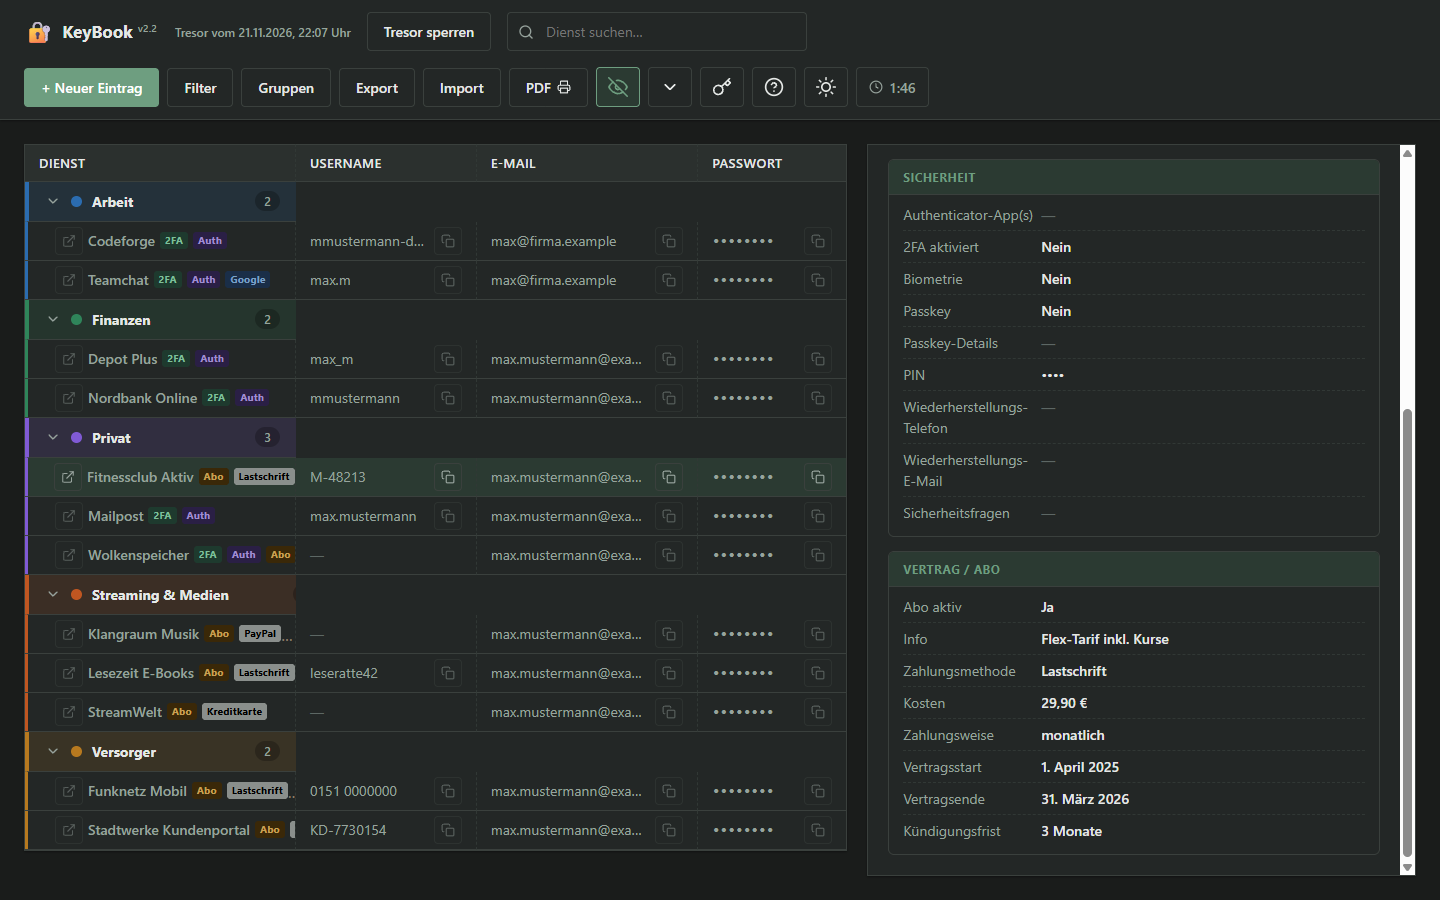 KeyBook v2.2 Tresor vom 21.11.2026, 22:07 Uhr Tresor sperren Dienst suchen...
+ Neuer Eintrag Filter Gruppen Export Import PDF 1:46
DIENST USERNAME E-MAIL PASSWORT
Arbeit 2
Codeforge 2FA Auth mmustermann-d... max@firma.example ••••••••
Teamchat 2FA Auth Google max.m max@firma.example ••••••••
Finanzen 2
Depot Plus 2FA Auth max_m max.mustermann@exa... ••••••••
Nordbank Online 2FA Auth mmustermann max.mustermann@exa... ••••••••
Privat 3
Fitnessclub Aktiv Abo Lastschrift M-48213 max.mustermann@exa... ••••••••
Mailpost 2FA Auth max.mustermann max.mustermann@exa... ••••••••
Wolkenspeicher 2FA Auth Abo — max.mustermann@exa... ••••••••
Streaming & Medien
Klangraum Musik Abo PayPal ... — max.mustermann@exa... ••••••••
Lesezeit E-Books Abo Lastschrift leseratte42 max.mustermann@exa... ••••••••
StreamWelt Abo Kreditkarte — max.mustermann@exa... ••••••••
Versorger 2
Funknetz Mobil Abo Lastschrift... 0151 0000000 max.mustermann@exa... ••••••••
Stadtwerke Kundenportal Abo KD-7730154 max.mustermann@exa... ••••••••
SICHERHEIT
Authenticator-App(s) —
2FA aktiviert Nein
Biometrie Nein
Passkey Nein
Passkey-Details —
PIN ••••
Wiederherstellungs- —
Telefon
Wiederherstellungs- —
E-Mail
Sicherheitsfragen —
VERTRAG / ABO
Abo aktiv Ja
Info Flex-Tarif inkl. Kurse
Zahlungsmethode Lastschrift
Kosten 29,90 €
Zahlungsweise monatlich
Vertragsstart 1. April 2025
Vertragsende 31. März 2026
Kündigungsfrist 3 Monate